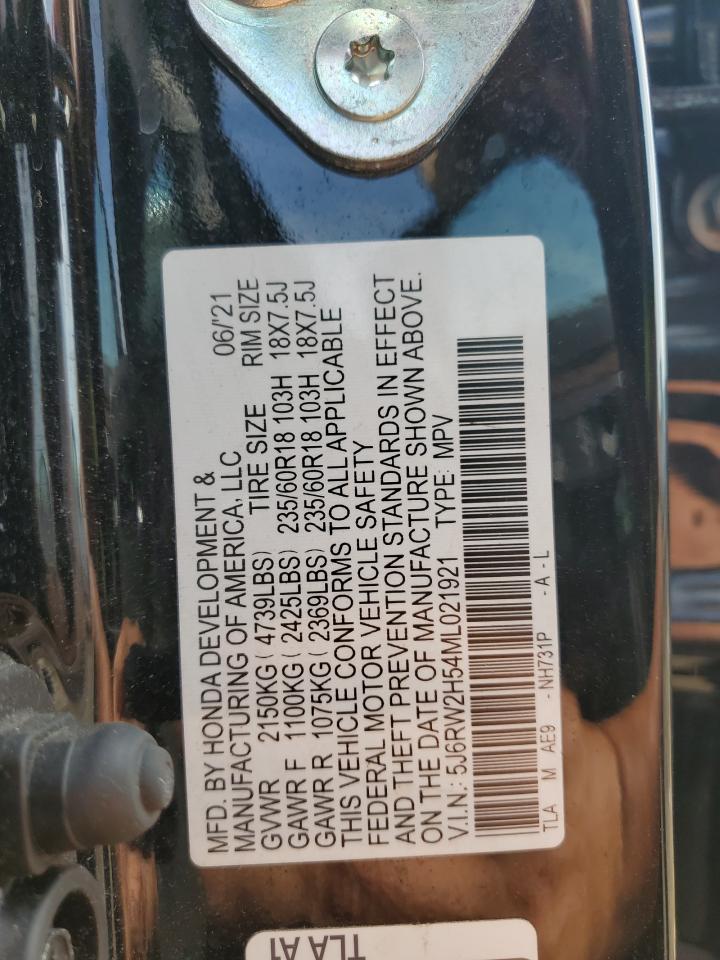 MFD. BY HONDA DEVELOPMENT &
MANUFACTURING OF AMERICA, LLC 06/'21
GVWR 2150KG ( 4739LBS) TIRE SIZE RIM SIZE
GAWR F 1100KG ( 2425LBS) 235/60R18 103H 18X7.5J
GAWR R 1075KG ( 2369LBS) 235/60R18 103H 18X7.5J
THIS VEHICLE CONFORMS TO ALL APPLICABLE
FEDERAL MOTOR VEHICLE SAFETY
AND THEFT PREVENTION STANDARDS IN EFFECT
ON THE DATE OF MANUFACTURE SHOWN ABOVE.
V.I.N.: 5J6RW2H54ML021921 TYPE: MPV
TLA M AE9 -NH731P -A-L
TLA A1